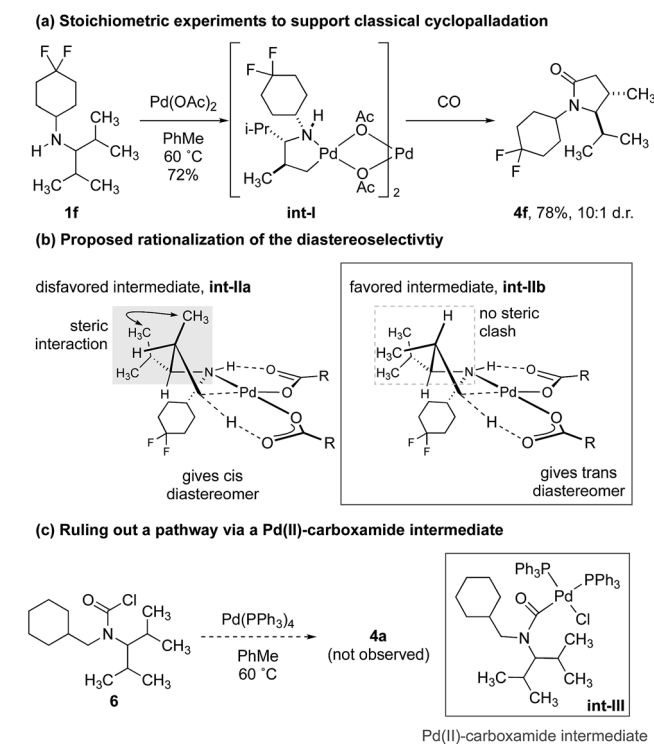 (a) Stoichiometric experiments to support classical cyclopalladation
F F
N
H
CH3
CH3
H3C CH3
1f
Pd(OAc)2
PhMe
60 ˚C
72%
F
F
i-Pr
N
H
H3C
Pd
Ac
O
O
Ac
Pd
2
int-I
CO
O
N
CH3
CH3
H3C
F
F
4f, 78%, 10:1 d.r.
(b) Proposed rationalization of the diastereoselectivtiy
disfavored intermediate, int-IIa
steric
interaction
CH3
H3C
H
H3C
N H
H
Pd
O
O
R
H
O
O
R
F
F
gives cis
diastereomer
favored intermediate, int-IIb
no steric
clash
H
H3C
H3C
H3C
N H
H
Pd
O
O
R
H
O
O
R
F
F
gives trans
diastereomer
(c) Ruling out a pathway via a Pd(II)-carboxamide intermediate
O Cl
N
CH3
CH3
H3C CH3
6
Pd(PPh3)4
PhMe
60 ˚C
4a
(not observed)
Ph3P
PPh3
Pd
Cl
O
N
CH3
CH3
H3C
CH3
int-III
Pd(II)-carboxamide intermediate